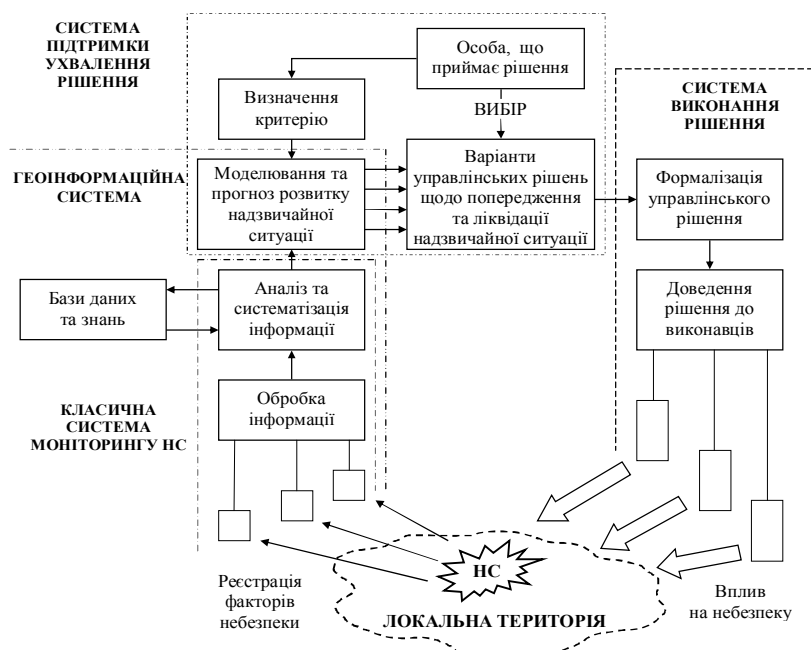 СИСТЕМА
ПІДТРИМКИ
УХВАЛЕННЯ
РІШЕННЯ
Особа, що
приймає рішення
Визначення
критерію
ВИБІР
СИСТЕМА
ВИКОНАННЯ
РІШЕННЯ
ГЕОІНФОРМАЦІЙНА
СИСТЕМА
Моделювання та
прогноз розвитку
надзвичайної
ситуації
Варіанти
управлінських рішень
щодо попередження
та ліквідації
надзвичайної ситуації
Формалізація
управлінського
рішення
Бази даних
та знань
Аналіз та
систематізація
інформації
Доведення
рішення до
виконавців
КЛАСИЧНА
СИСТЕМА
МОНІТОРИНГУ НС
Обробка
інформації
НС
Реєстрація
факторів
небезпеки
ЛОКАЛЬНА ТЕРИТОРІЯ
Вплив
на небезпеку